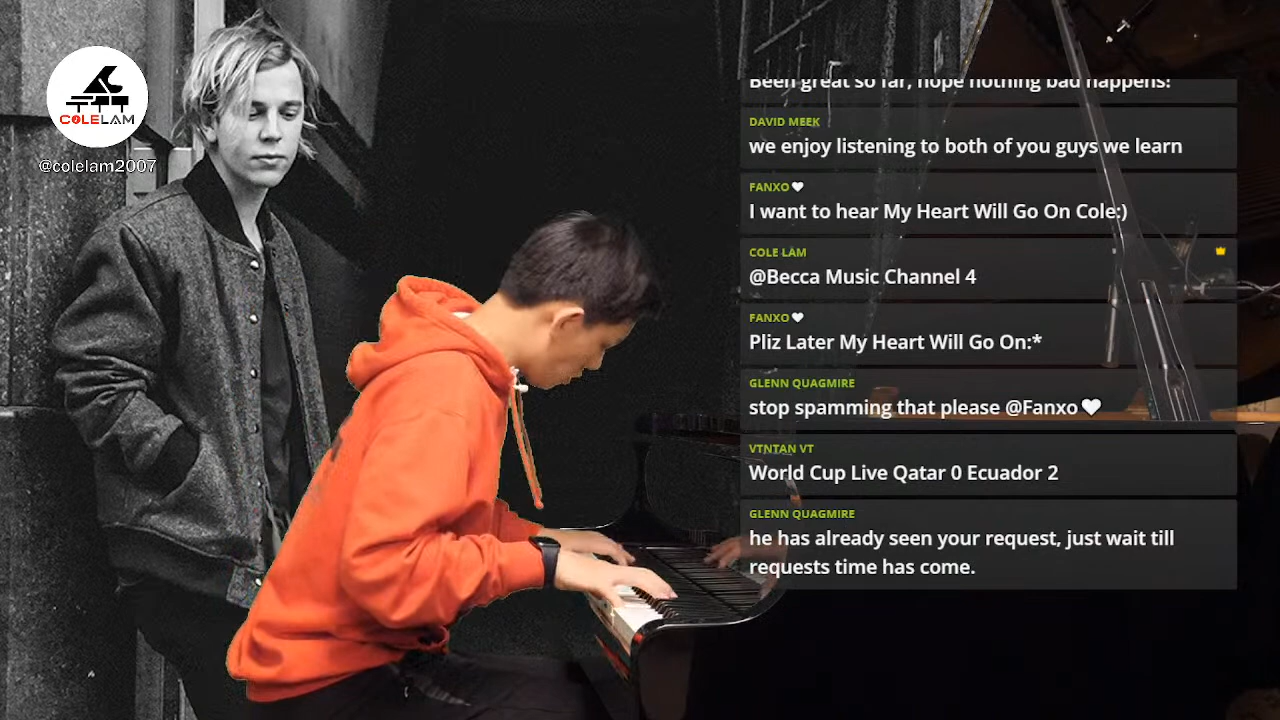 COLELAM
@colelam2007
Been great so far, hope nothing bad happens!
DAVID MEEK
we enjoy listening to both of you guys we learn
FANXO🤍
I want to hear My Heart Will Go On Cole:)
COLE LAM
@Becca Music Channel 4
FANXO🤍
Pliz Later My Heart Will Go On:*
GLENN QUAGMIRE
stop spamming that please @Fanxo🤍
VTNTAN VT
World Cup Live Qatar 0 Ecuador 2
GLENN QUAGMIRE
he has already seen your request, just wait till
requests time has come.